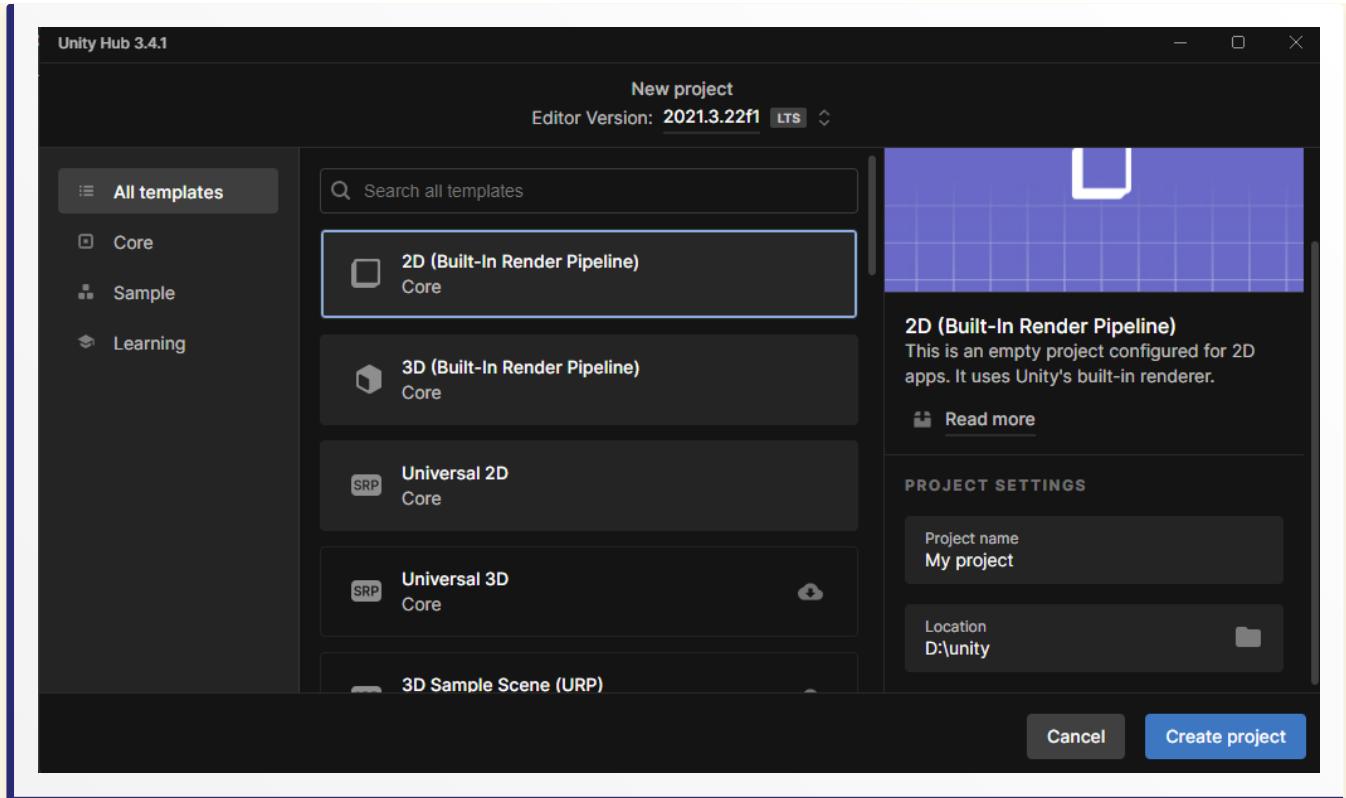 Unity Hub 3.4.1
New project
Editor Version: 2021.3.22f1 LTS
All templates
Core
Sample
Learning
Search all templates
2D (Built-In Render Pipeline)
Core
3D (Built-In Render Pipeline)
Core
SRP
Universal 2D
Core
SRP
Universal 3D
Core
3D Sample Scene (URP)
2D (Built-In Render Pipeline)
This is an empty project configured for 2D
apps. It uses Unity's built-in renderer.
Read more
PROJECT SETTINGS
Project name
My project
Location
D:\unity
Cancel
Create project